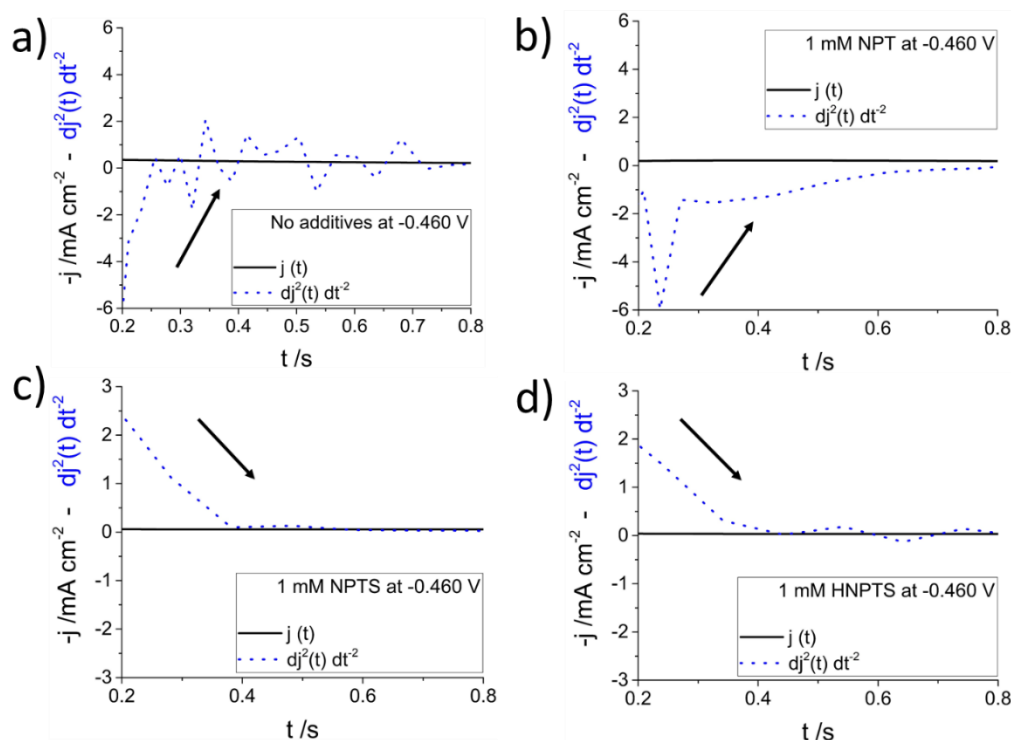 a)
-j /mA cm⁻² - dj²(t) dt⁻²
6
4
2
0
-2
-4
-6
No additives at -0.460 V
j (t)
dj²(t) dt⁻²
0.2 0.3 0.4 0.5 0.6 0.7 0.8
t /s
b)
-j /mA cm⁻² - dj²(t) dt⁻²
6
4
2
0
-2
-4
-6
1 mM NPT at -0.460 V
j (t)
dj²(t) dt⁻²
0.2 0.4 0.6 0.8
t /s
c)
-j /mA cm⁻² - dj²(t) dt⁻²
3
2
1
0
-1
-2
-3
1 mM NPTS at -0.460 V
j (t)
dj²(t) dt⁻²
0.2 0.4 0.6 0.8
t /s
d)
-j /mA cm⁻² - dj²(t) dt⁻²
3
2
1
0
-1
-2
-3
1 mM HNPTS at -0.460 V
j (t)
dj²(t) dt⁻²
0.2 0.4 0.6 0.8
t /s